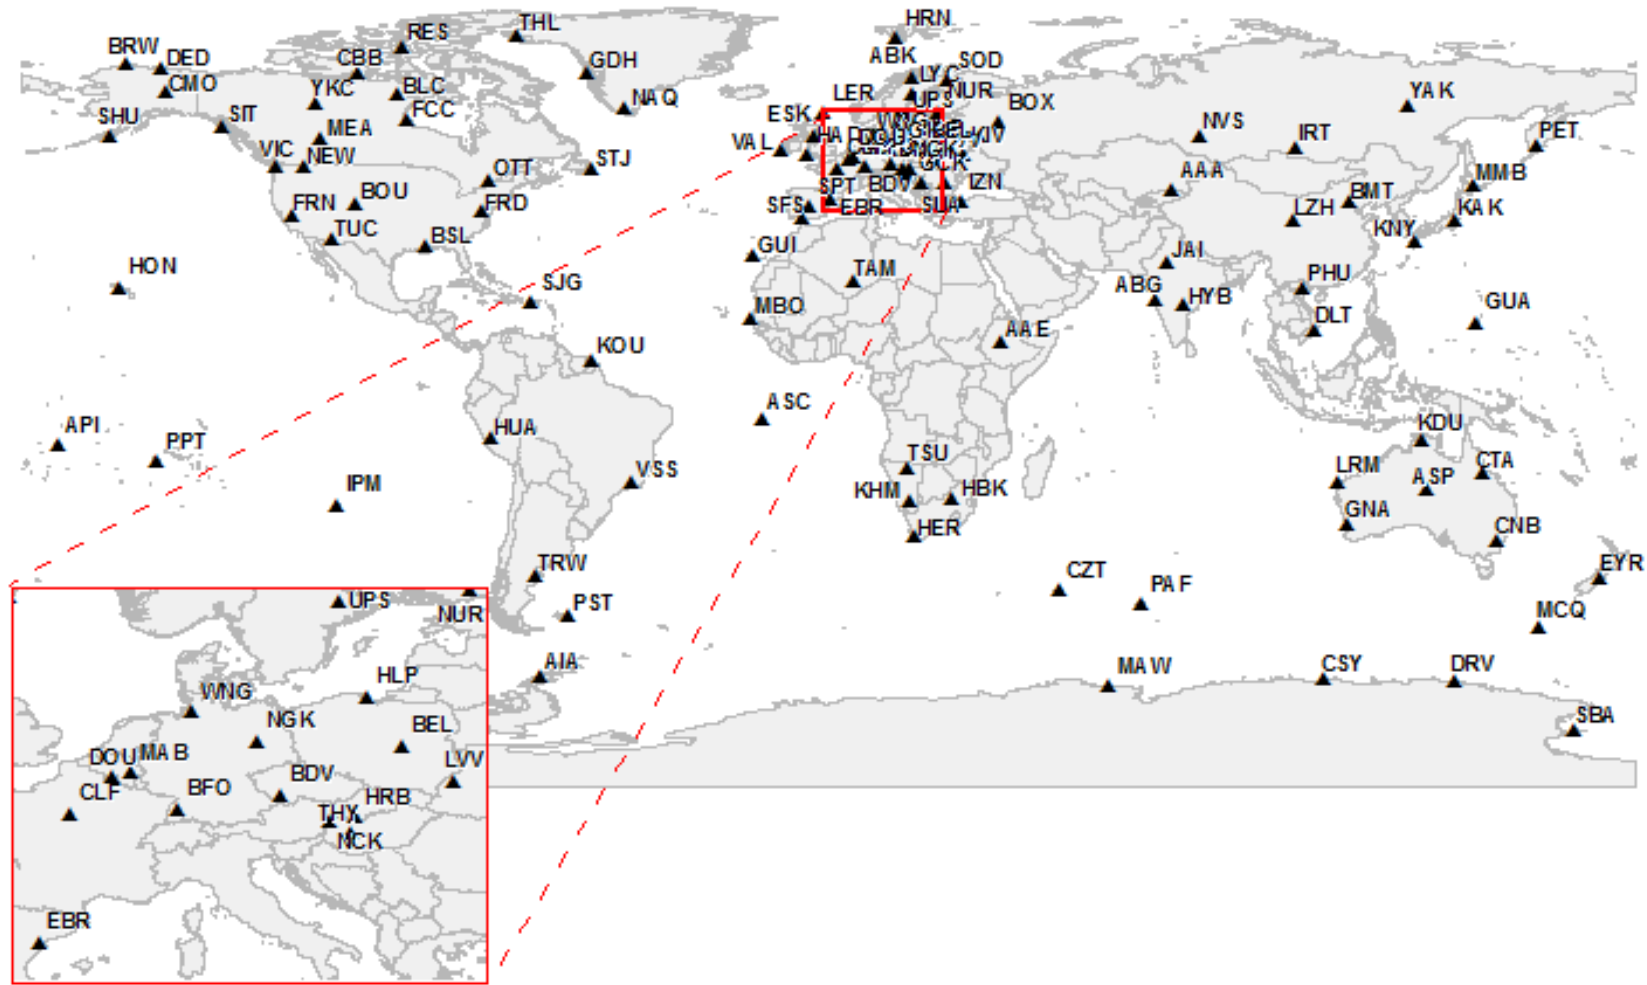 HRN
THL
RES
BRW
DED
CBB
GDH
ABK
SOD
LYC
CMO
YKC
BLC
NUR
LER
UPS
BOX
YAK
NAQ
FCC
SHU
SIT
ESK
NVS
IRT
PET
MEA
VAL
HAD
KIV
VIC
NEW
OTT
STJ
AAA
MMB
BOU
SPT
BDV
IZN
BMT
FRN
FRD
SFS
EBR
SUA
LZH
KAK
TUC
BSL
KNY
GUI
JAI
HON
TAM
PHU
SJG
ABG
HYB
GUA
MBO
DLT
AAE
KOU
ASC
API
PPT
HUA
KDU
TSU
VSS
LRM
ASP
CTA
IPM
KHM
HBK
GNA
HER
CNB
TRW
CZT
PAF
EYR
PST
MCQ
AIA
MAW
CSY
DRV
SBA
UPS
NUR
HLP
WNG
NGK
BEL
DOU
MAB
LVV
CLF
BFO
BDV
HRB
THY
NCK
EBR